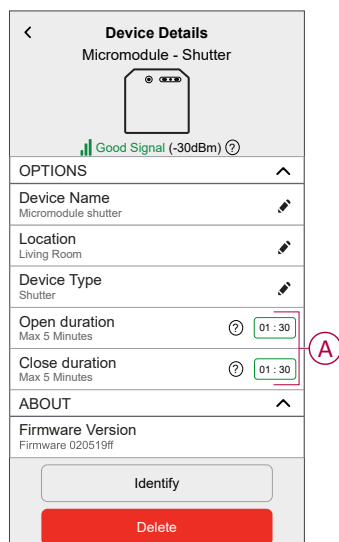 Device Details
Micromodule - Shutter
Good Signal (-30dBm) ?
OPTIONS
Device Name
Micromodule shutter
Location
Living Room
Device Type
Shutter
Open duration
Max 5 Minutes
? 01 : 30
Close duration
Max 5 Minutes
? 01 : 30
A
ABOUT
Firmware Version
Firmware 020519ff
Identify
Delete